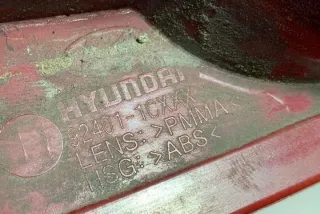 HYUNDAI
92401-1CXXX
LENS: >PMMA<
HSG: >ABS<